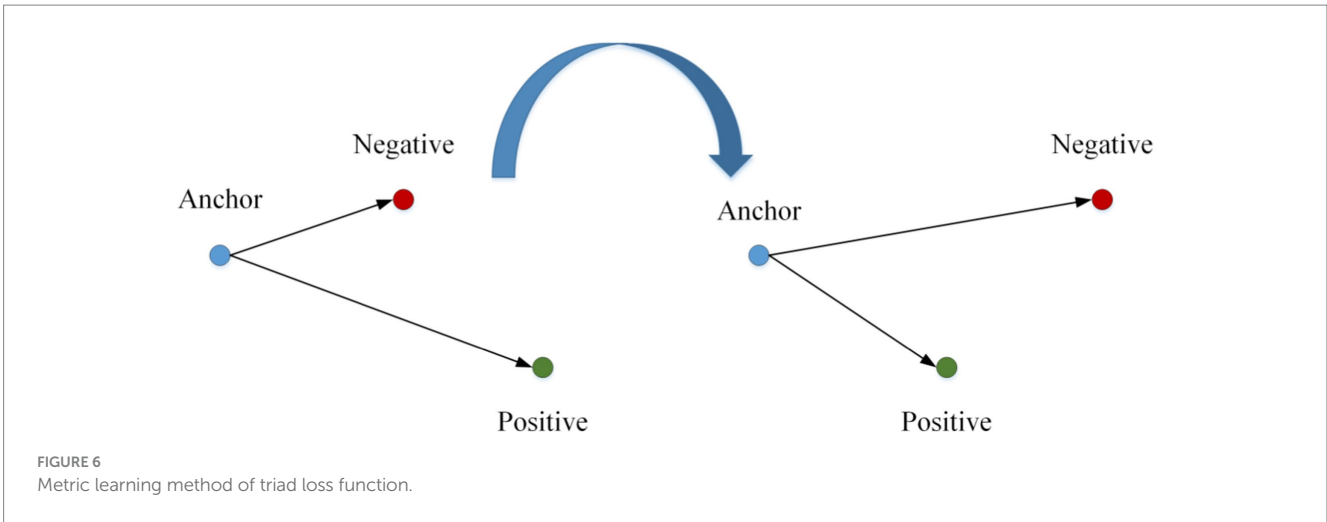 Negative
Anchor
Positive
Negative
Anchor
Positive
FIGURE 6
Metric learning method of triad loss function.